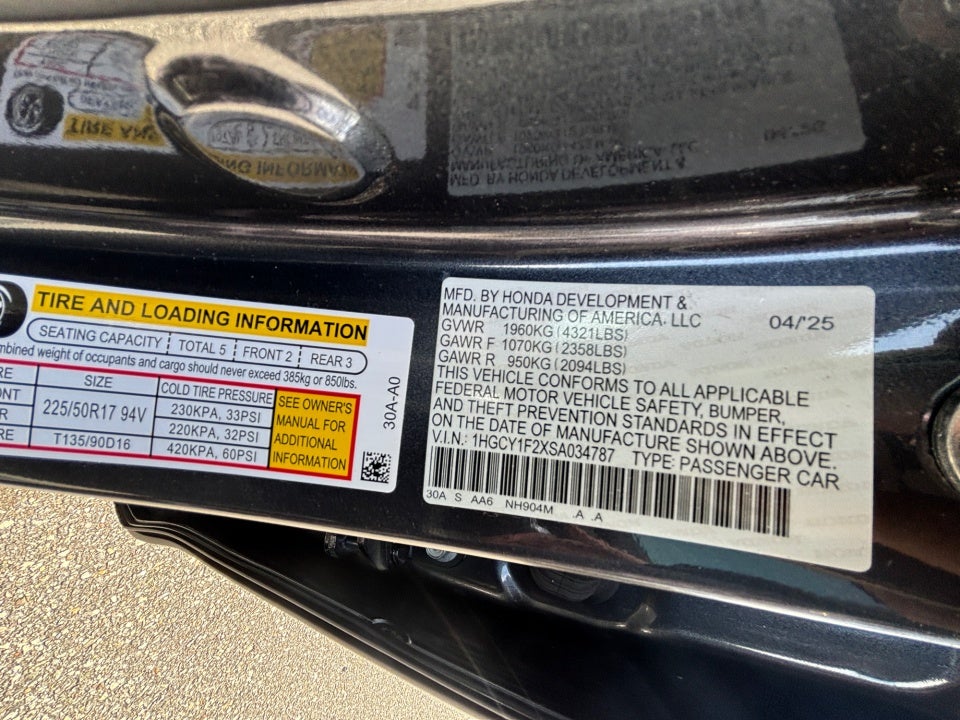 TIRE AND LOADING INFORMATION
SEATING CAPACITY TOTAL 5 FRONT 2 REAR 3
combined weight of occupants and cargo should never exceed 385kg or 850lbs.
SIZE COLD TIRE PRESSURE
225/50R17 94V 230KPA, 33PSI
220KPA, 32PSI
T135/90D16 420KPA, 60PSI
SEE OWNER'S
MANUAL FOR
ADDITIONAL
INFORMATION
30A-A0
MFD. BY HONDA DEVELOPMENT &
MANUFACTURING OF AMERICA, LLC 04/'25
GVWR 1960KG (4321LBS)
GAWR F 1070KG (2358LBS)
GAWR R 950KG (2094LBS)
THIS VEHICLE CONFORMS TO ALL APPLICABLE
FEDERAL MOTOR VEHICLE SAFETY, BUMPER,
AND THEFT PREVENTION STANDARDS IN EFFECT
ON THE DATE OF MANUFACTURE SHOWN ABOVE.
V.I.N.: 1HGCY1F2XSA034787 TYPE: PASSENGER CAR
30A S AA6 NH904M .A .A